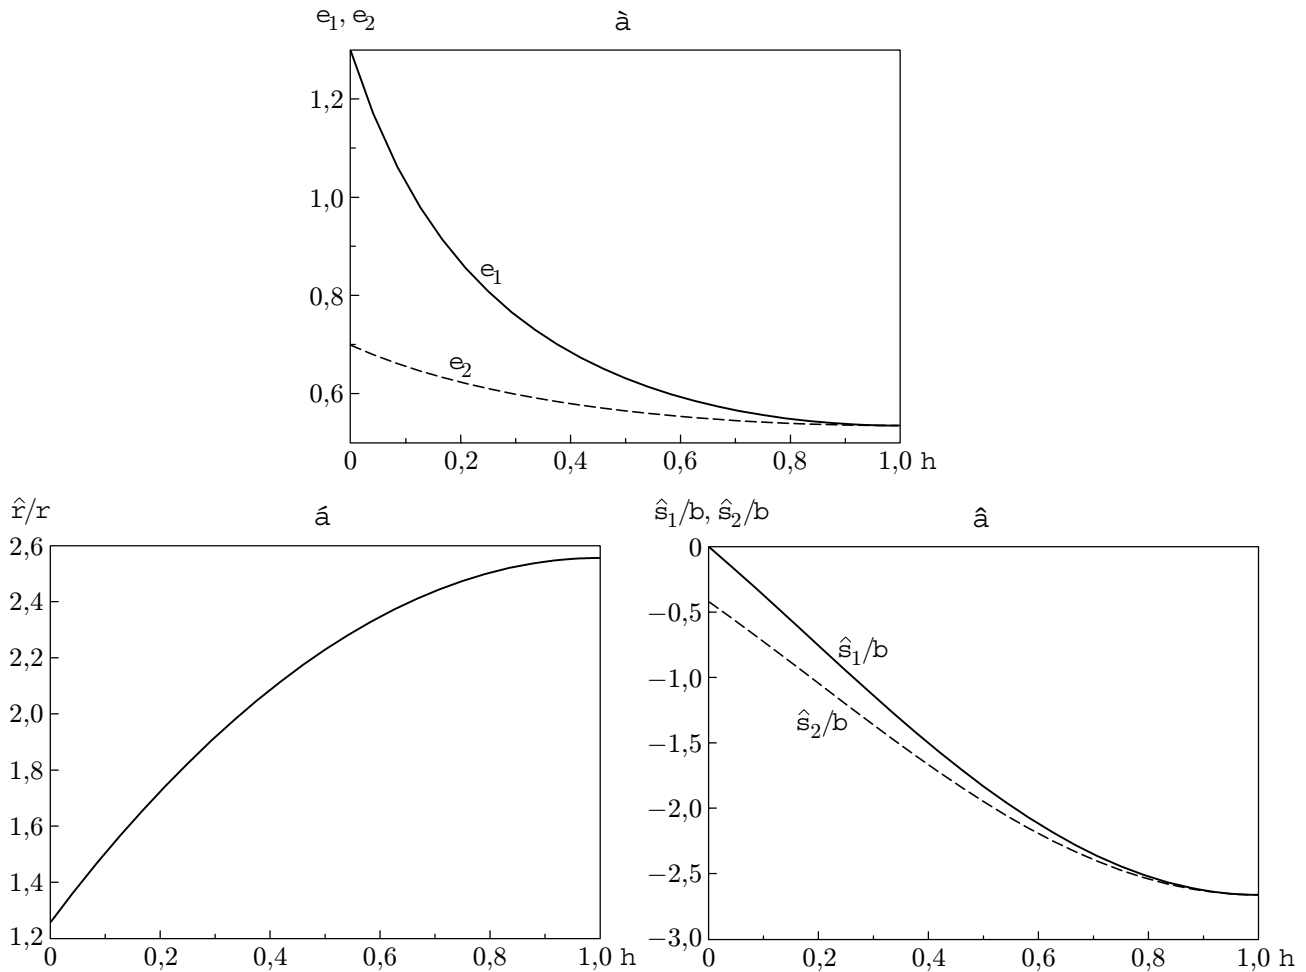 e₁, e₂
à
1,2
1,0
0,8
0,6
e₁
e₂
0 0,2 0,4 0,6 0,8 1,0 h
r̂/r
á
2,6
2,4
2,2
2,0
1,8
1,6
1,4
1,2
0 0,2 0,4 0,6 0,8 1,0 h
ŝ₁/b, ŝ₂/b
â
0
−0,5
−1,0
−1,5
−2,0
−2,5
−3,0
ŝ₁/b
ŝ₂/b
0 0,2 0,4 0,6 0,8 1,0 h